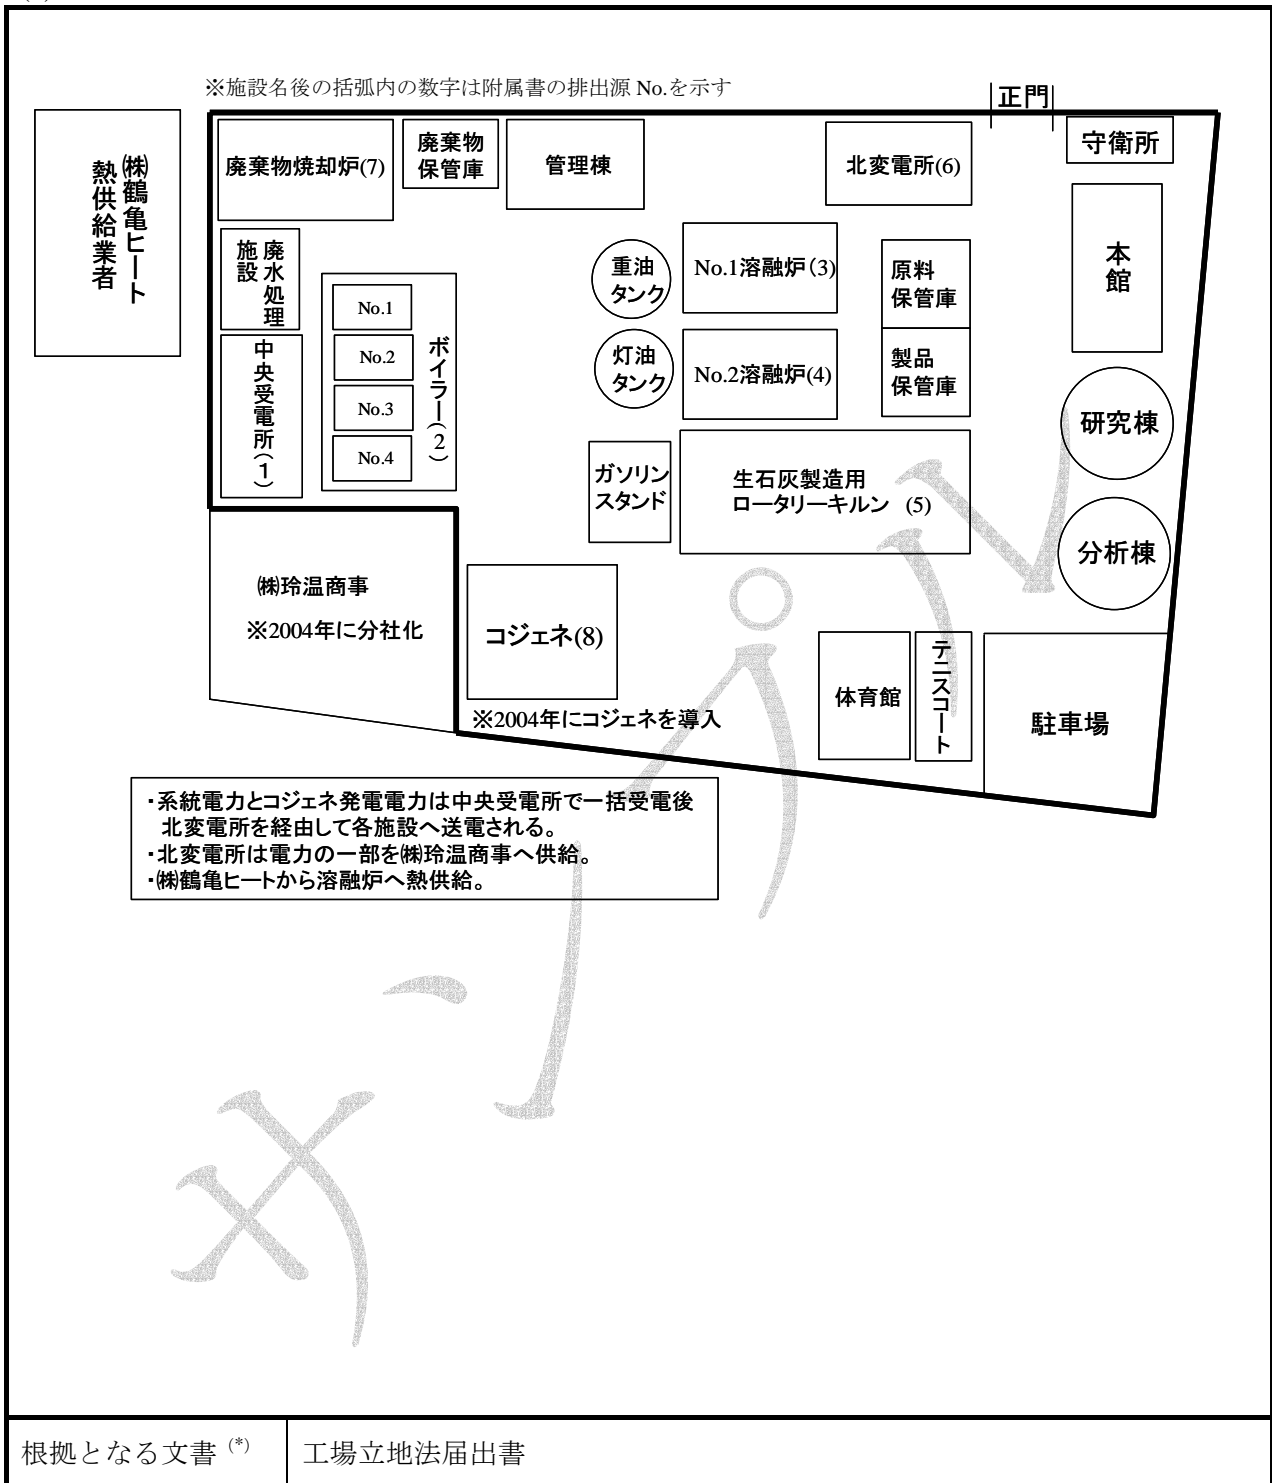 ※施設名後の括弧内の数字は附属書の排出源 No.を示す
正門
㈱鶴亀ヒート
熱供給業者
廃棄物焼却炉(7)
廃棄物
保管庫
管理棟
北変電所(6)
守衛所
廃水処理
施設
No.1
No.2
No.3
No.4
ボイラー(2)
中央受電所(1)
重油
タンク
灯油
タンク
No.1溶融炉(3)
No.2溶融炉(4)
原料
保管庫
製品
保管庫
本館
研究棟
分析棟
ガソリン
スタンド
生石灰製造用
ロータリーキルン (5)
㈱玲温商事
※2004年に分社化
コジェネ(8)
※2004年にコジェネを導入
体育館
テニスコート
駐車場
・系統電力とコジェネ発電電力は中央受電所で一括受電後
北変電所を経由して各施設へ送電される。
・北変電所は電力の一部を㈱玲温商事へ供給。
・㈱鶴亀ヒートから溶融炉へ熱供給。
根拠となる文書 (*)
工場立地法届出書